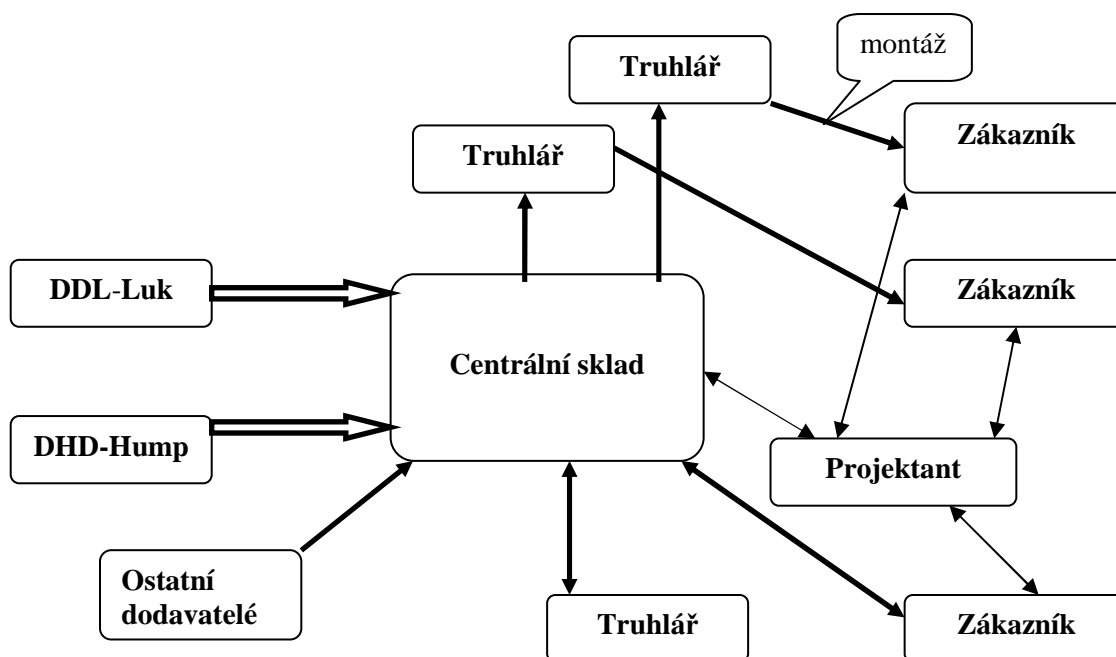 montáž
Truhlář
Zákazník
Truhlář
DDL-Luk
Zákazník
Centrální sklad
DHD-Hump
Projektant
Ostatní
dodavatelé
Truhlář
Zákazník